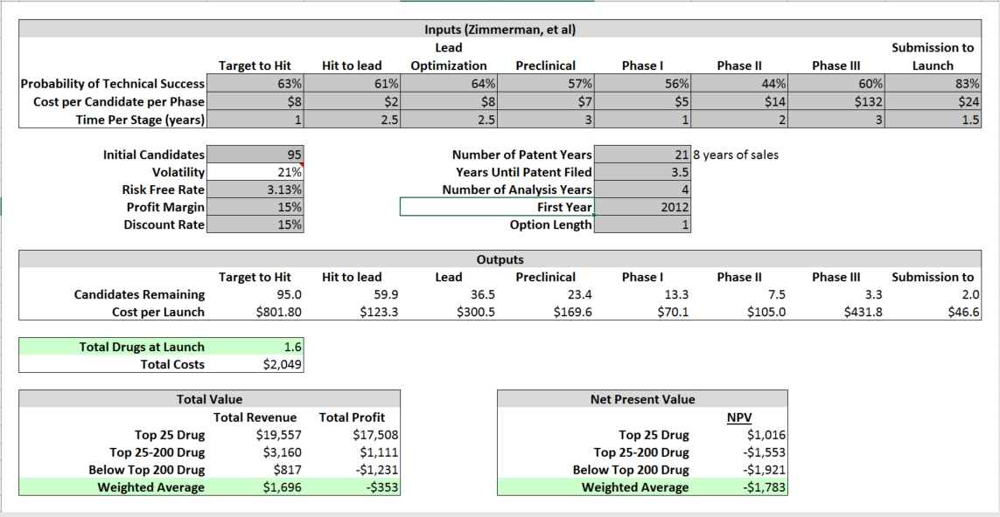 Inputs (Zimmerman, et al)
Target to Hit Hit to lead Lead Optimization Preclinical Phase I Phase II Phase III Submission to Launch
Probability of Technical Success 63% 61% 64% 57% 56% 44% 60% 83%
Cost per Candidate per Phase $8 $2 $8 $7 $5 $14 $132 $24
Time Per Stage (years) 1 2.5 2.5 3 1 2 3 1.5
Initial Candidates 95 Number of Patent Years 21 8 years of sales
Volatility 21% Years Until Patent Filed 3.5
Risk Free Rate 3.13% Number of Analysis Years 4
Profit Margin 15% First Year 2012
Discount Rate 15% Option Length 1
Outputs
Target to Hit Hit to lead Lead Preclinical Phase I Phase II Phase III Submission to
Candidates Remaining 95.0 59.9 36.5 23.4 13.3 7.5 3.3 2.0
Cost per Launch $801.80 $123.3 $300.5 $169.6 $70.1 $105.0 $431.8 $46.6
Total Drugs at Launch 1.6
Total Costs $2,049
Total Value
Total Revenue Total Profit
Top 25 Drug $19,557 $17,508
Top 25-200 Drug $3,160 $1,111
Below Top 200 Drug $817 -$1,231
Weighted Average $1,696 -$353
Net Present Value
NPV
Top 25 Drug $1,016
Top 25-200 Drug -$1,553
Below Top 200 Drug -$1,921
Weighted Average -$1,783